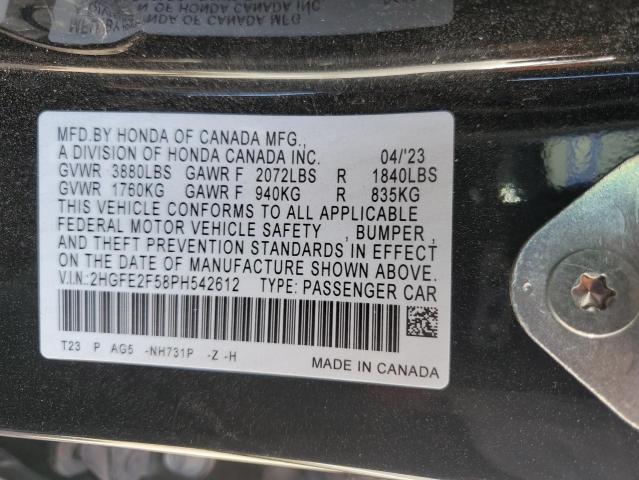 MFD.BY HONDA OF CANADA MFG.,
A DIVISION OF HONDA CANADA INC. 04/'23
GVWR 3880LBS GAWR F 2072LBS R 1840LBS
GVWR 1760KG GAWR F 940KG R 835KG
THIS VEHICLE CONFORMS TO ALL APPLICABLE
FEDERAL MOTOR VEHICLE SAFETY , BUMPER,
AND THEFT PREVENTION STANDARDS IN EFFECT
ON THE DATE OF MANUFACTURE SHOWN ABOVE.
V.I.N.:2HGFE2F58PH542612 TYPE: PASSENGER CAR
T23 P AG5 -NH731P -Z -H
MADE IN CANADA